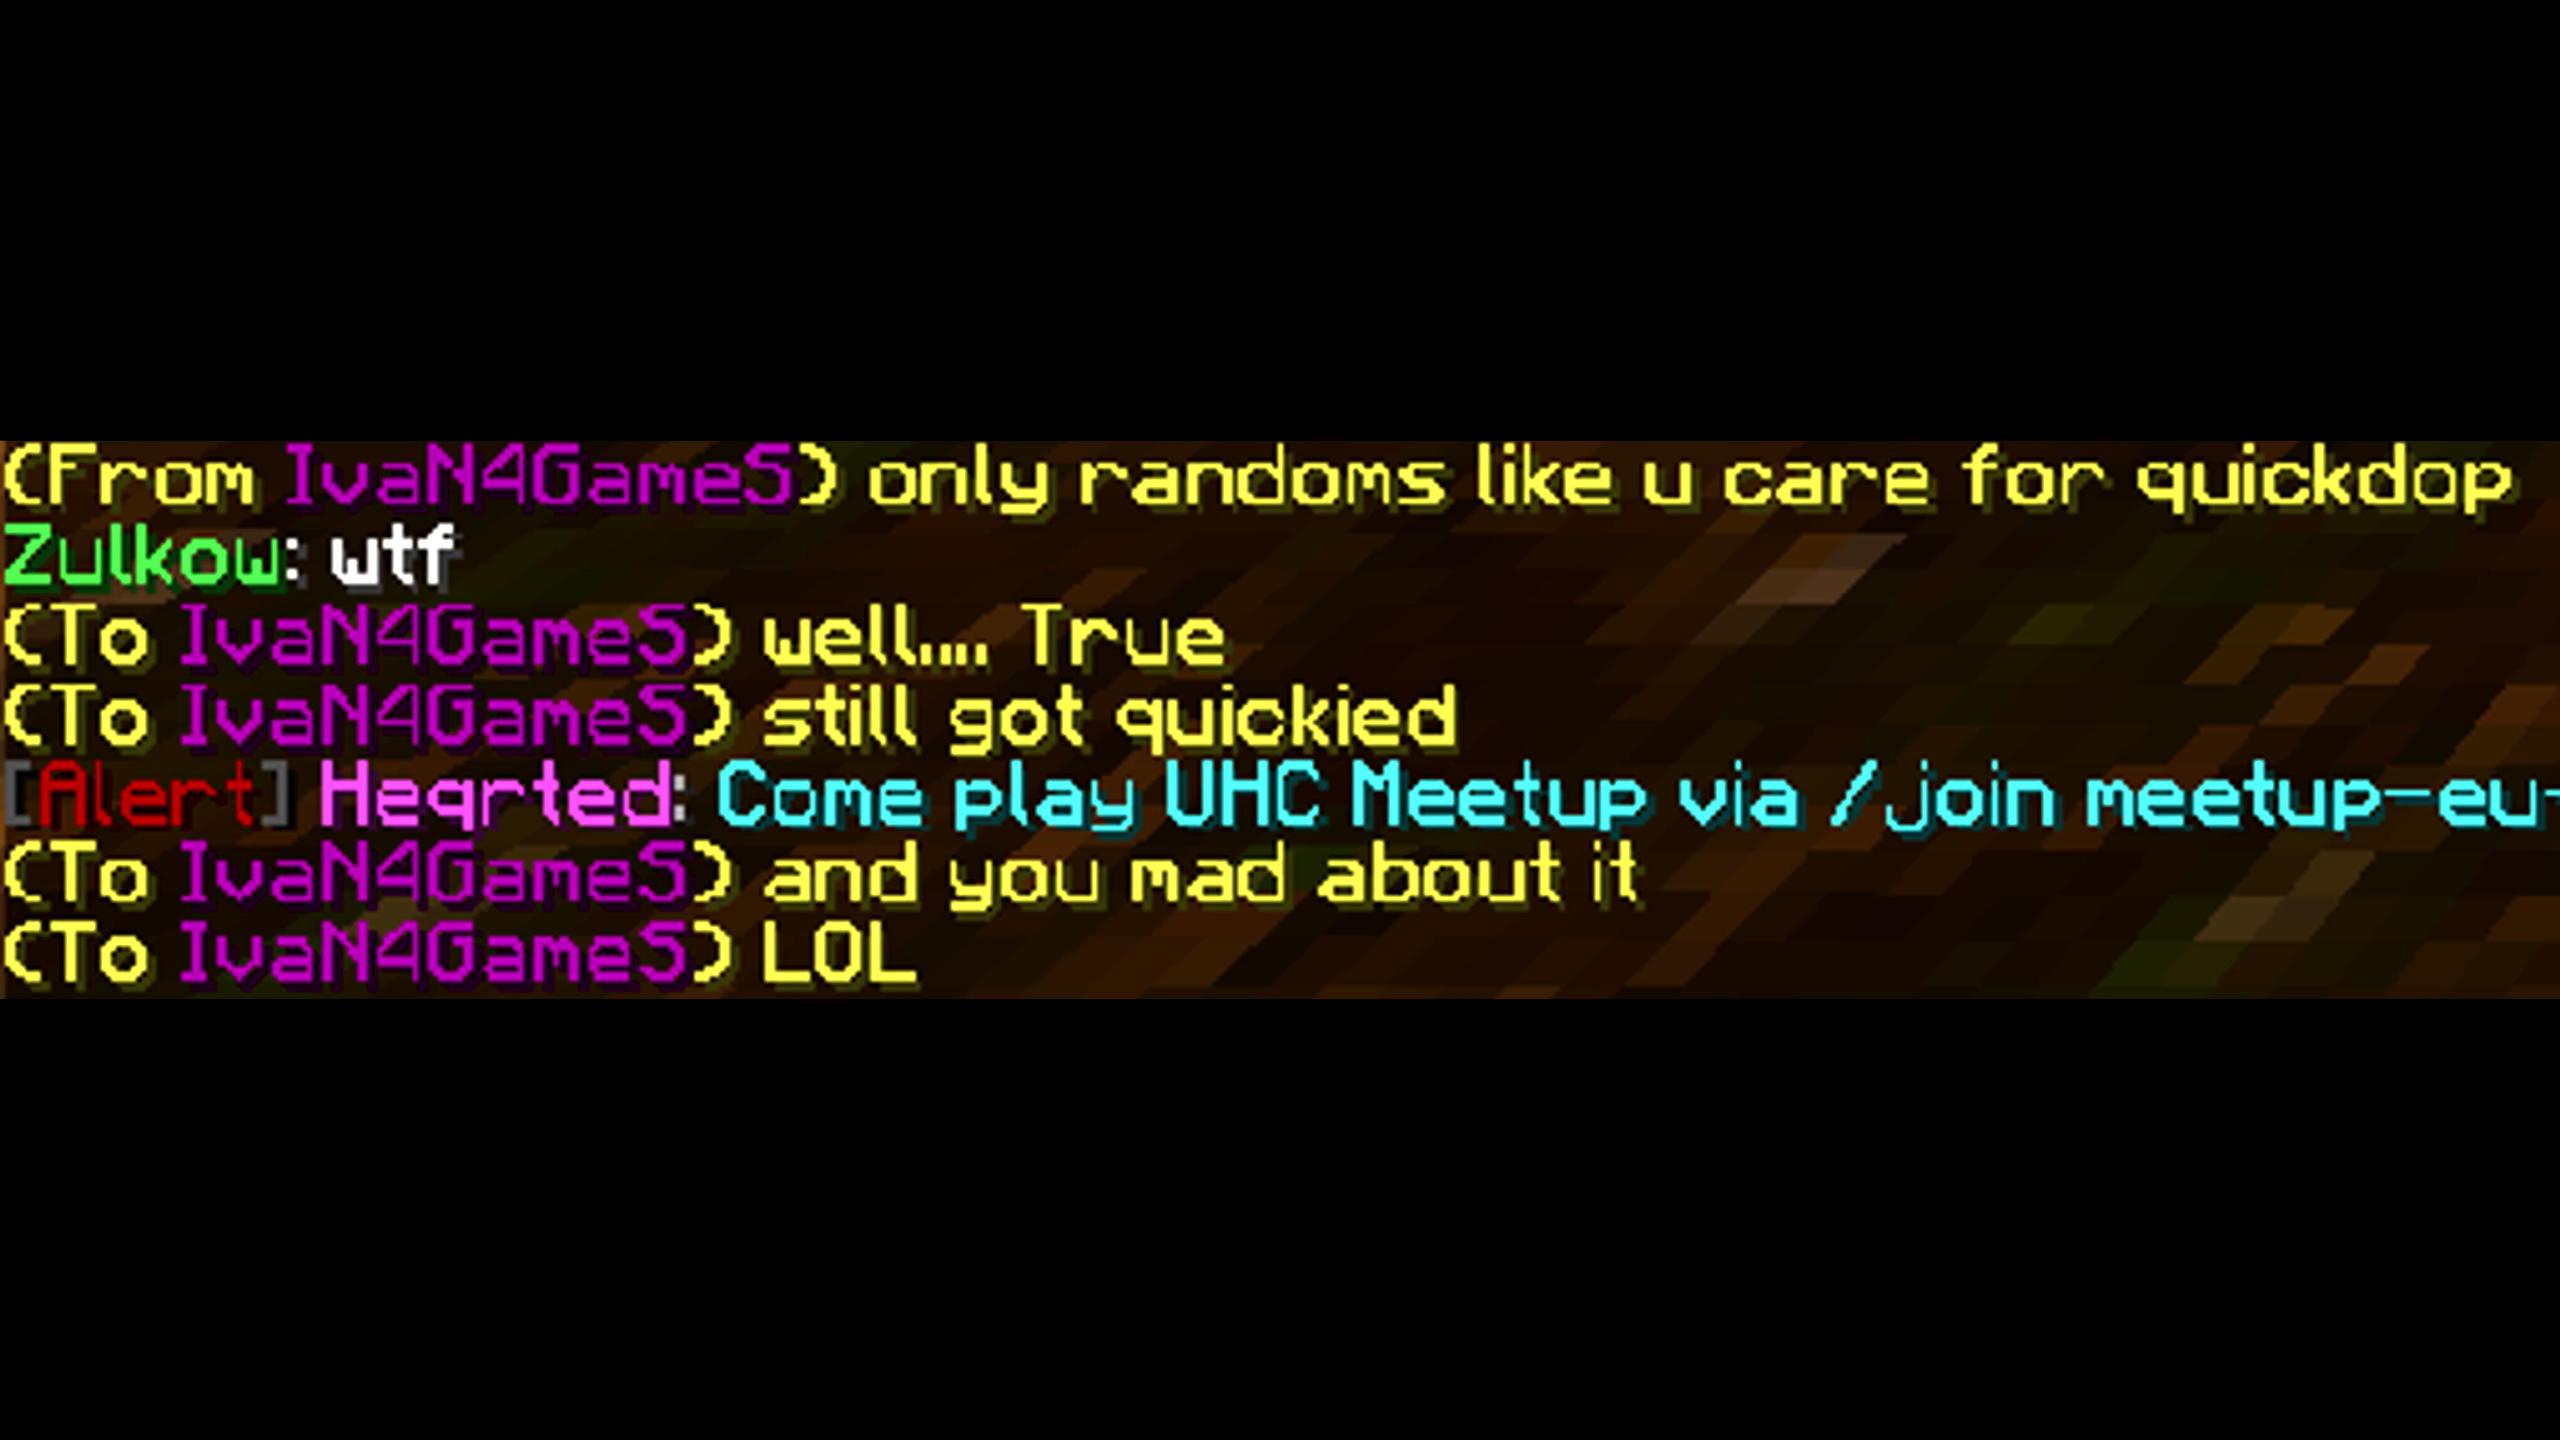 (From IvaN4GameS) only randoms like u care for quickdop
Zulkow: wtf
(To IvaN4GameS) well.... True
(To IvaN4GameS) still got quickied
[Alert] Heqrted: Come play UHC Meetup via /join meetup-eu-
(To IvaN4GameS) and you mad about it
(To IvaN4GameS) LOL